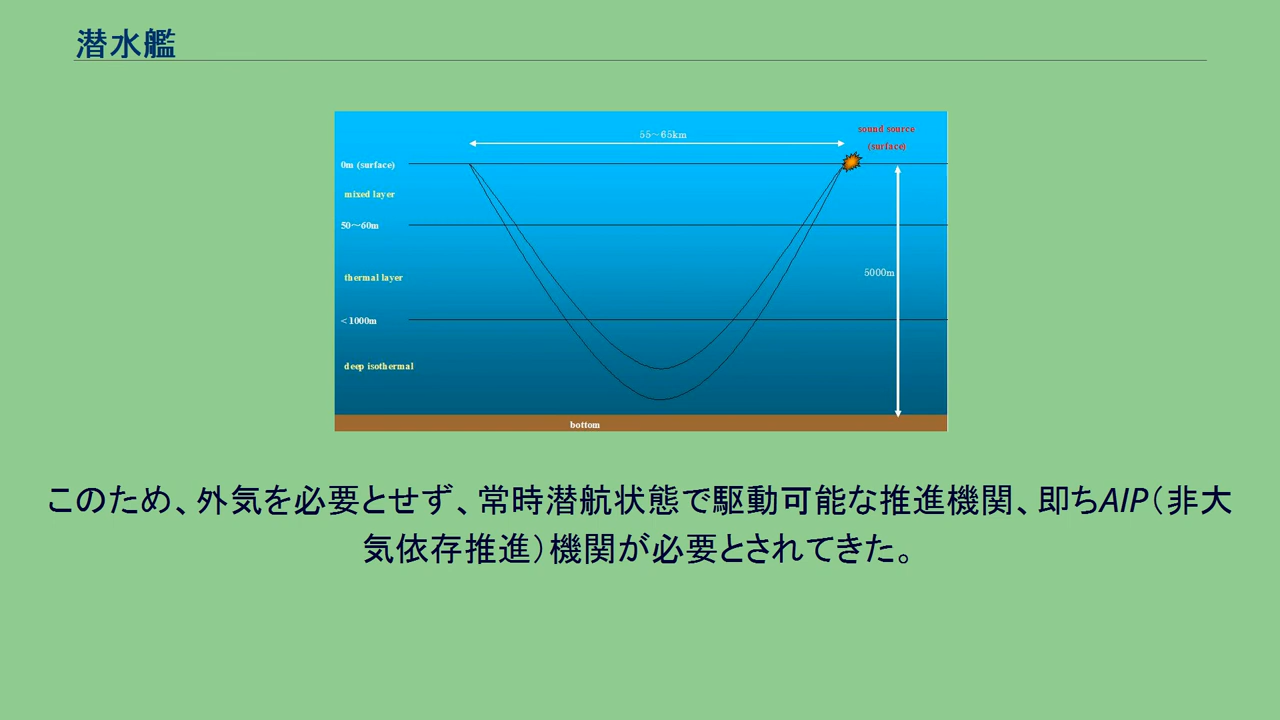 潜水艦
55～65km
sound source
(surface)
0m (surface)
mixed layer
50～60m
thermal layer
5000m
< 1000m
deep isothermal
bottom
このため、外気を必要とせず、常時潜航状態で駆動可能な推進機関、即ちAIP（非大
気依存推進）機関が必要とされてきた。